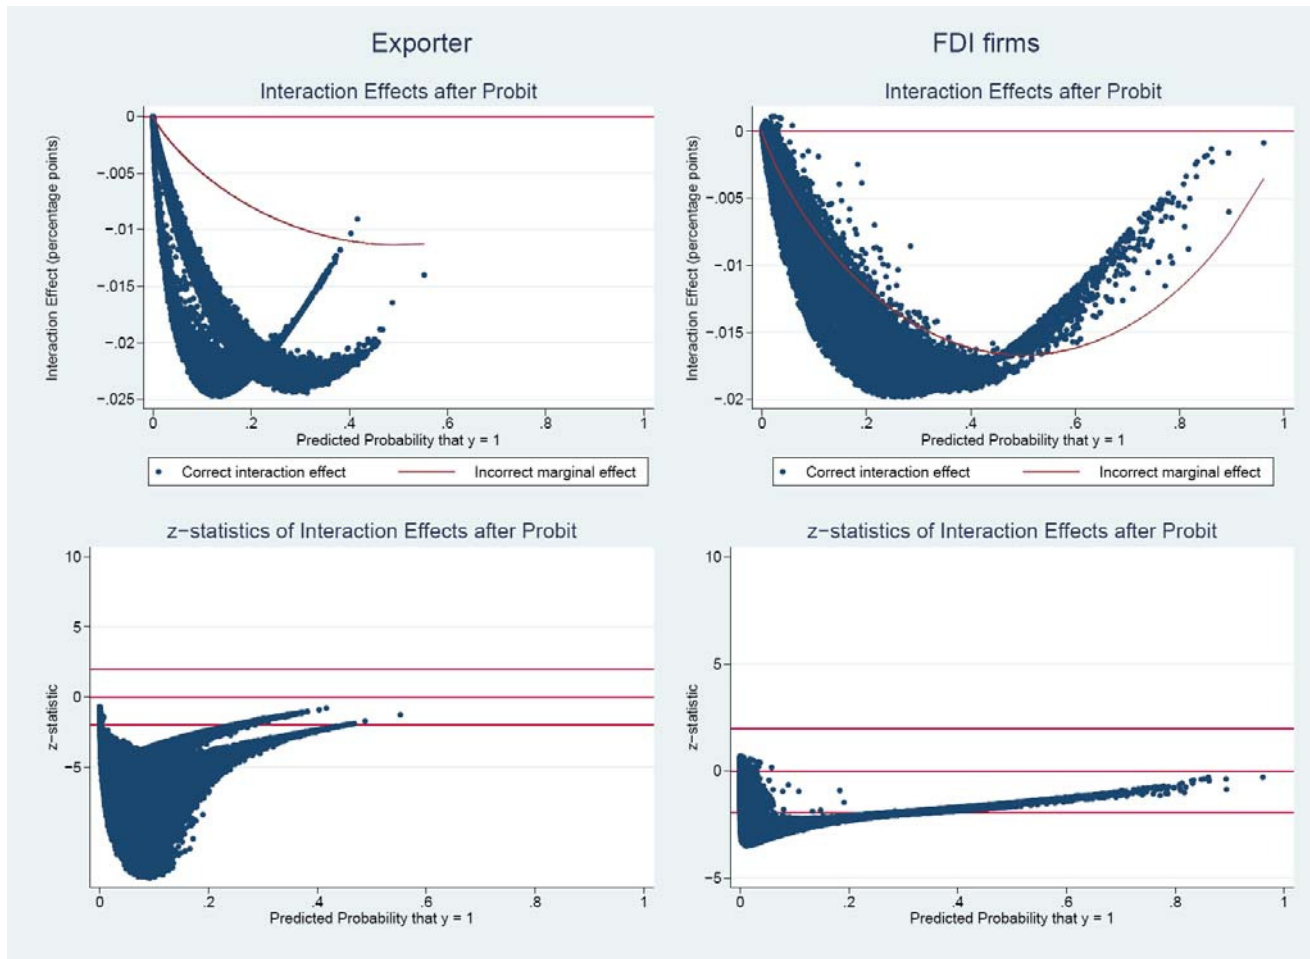 Exporter
FDI firms
Interaction Effects after Probit
Interaction Effect (percentage points)
0
−.005
−.01
−.015
−.02
−.025
0 .2 .4 .6 .8 1
Predicted Probability that y = 1
Correct interaction effect Incorrect marginal effect
Interaction Effects after Probit
Interaction Effect (percentage points)
0
−.005
−.01
−.015
−.02
0 .2 .4 .6 .8 1
Predicted Probability that y = 1
Correct interaction effect Incorrect marginal effect
z−statistics of Interaction Effects after Probit
z−statistic
10
5
0
−5
0 .2 .4 .6 .8 1
Predicted Probability that y = 1
z−statistics of Interaction Effects after Probit
z−statistic
10
5
0
−5
0 .2 .4 .6 .8 1
Predicted Probability that y = 1